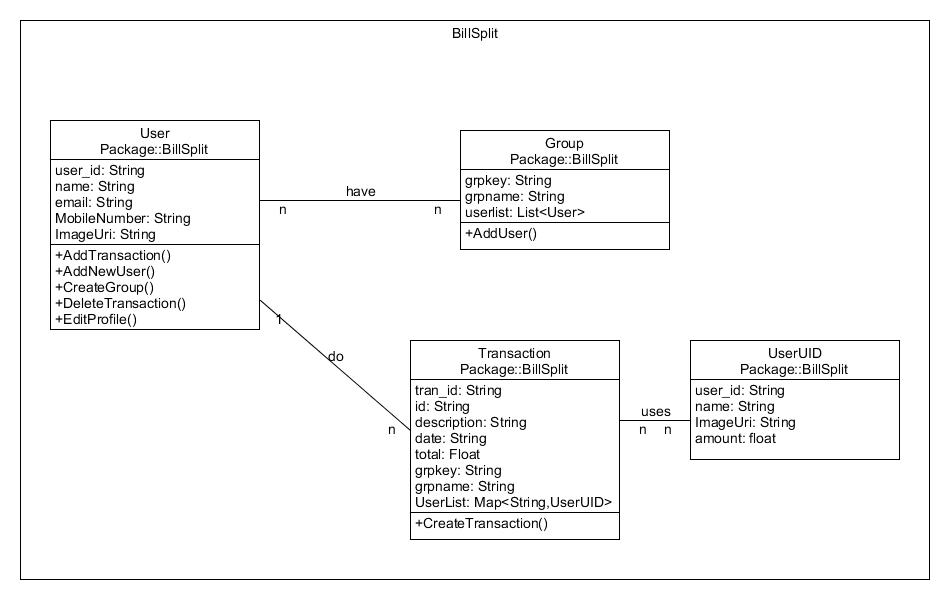 BillSplit
User
Package::BillSplit
user_id: String
name: String
email: String
MobileNumber: String
ImageUri: String
+AddTransaction()
+AddNewUser()
+CreateGroup()
+DeleteTransaction()
+EditProfile()
have
n
n
Group
Package::BillSplit
grpkey: String
grpname: String
userlist: List<User>
+AddUser()
1
do
n
Transaction
Package::BillSplit
tran_id: String
id: String
description: String
date: String
total: Float
grpkey: String
grpname: String
UserList: Map<String,UserUID>
+CreateTransaction()
uses
n
n
UserUID
Package::BillSplit
user_id: String
name: String
ImageUri: String
amount: float